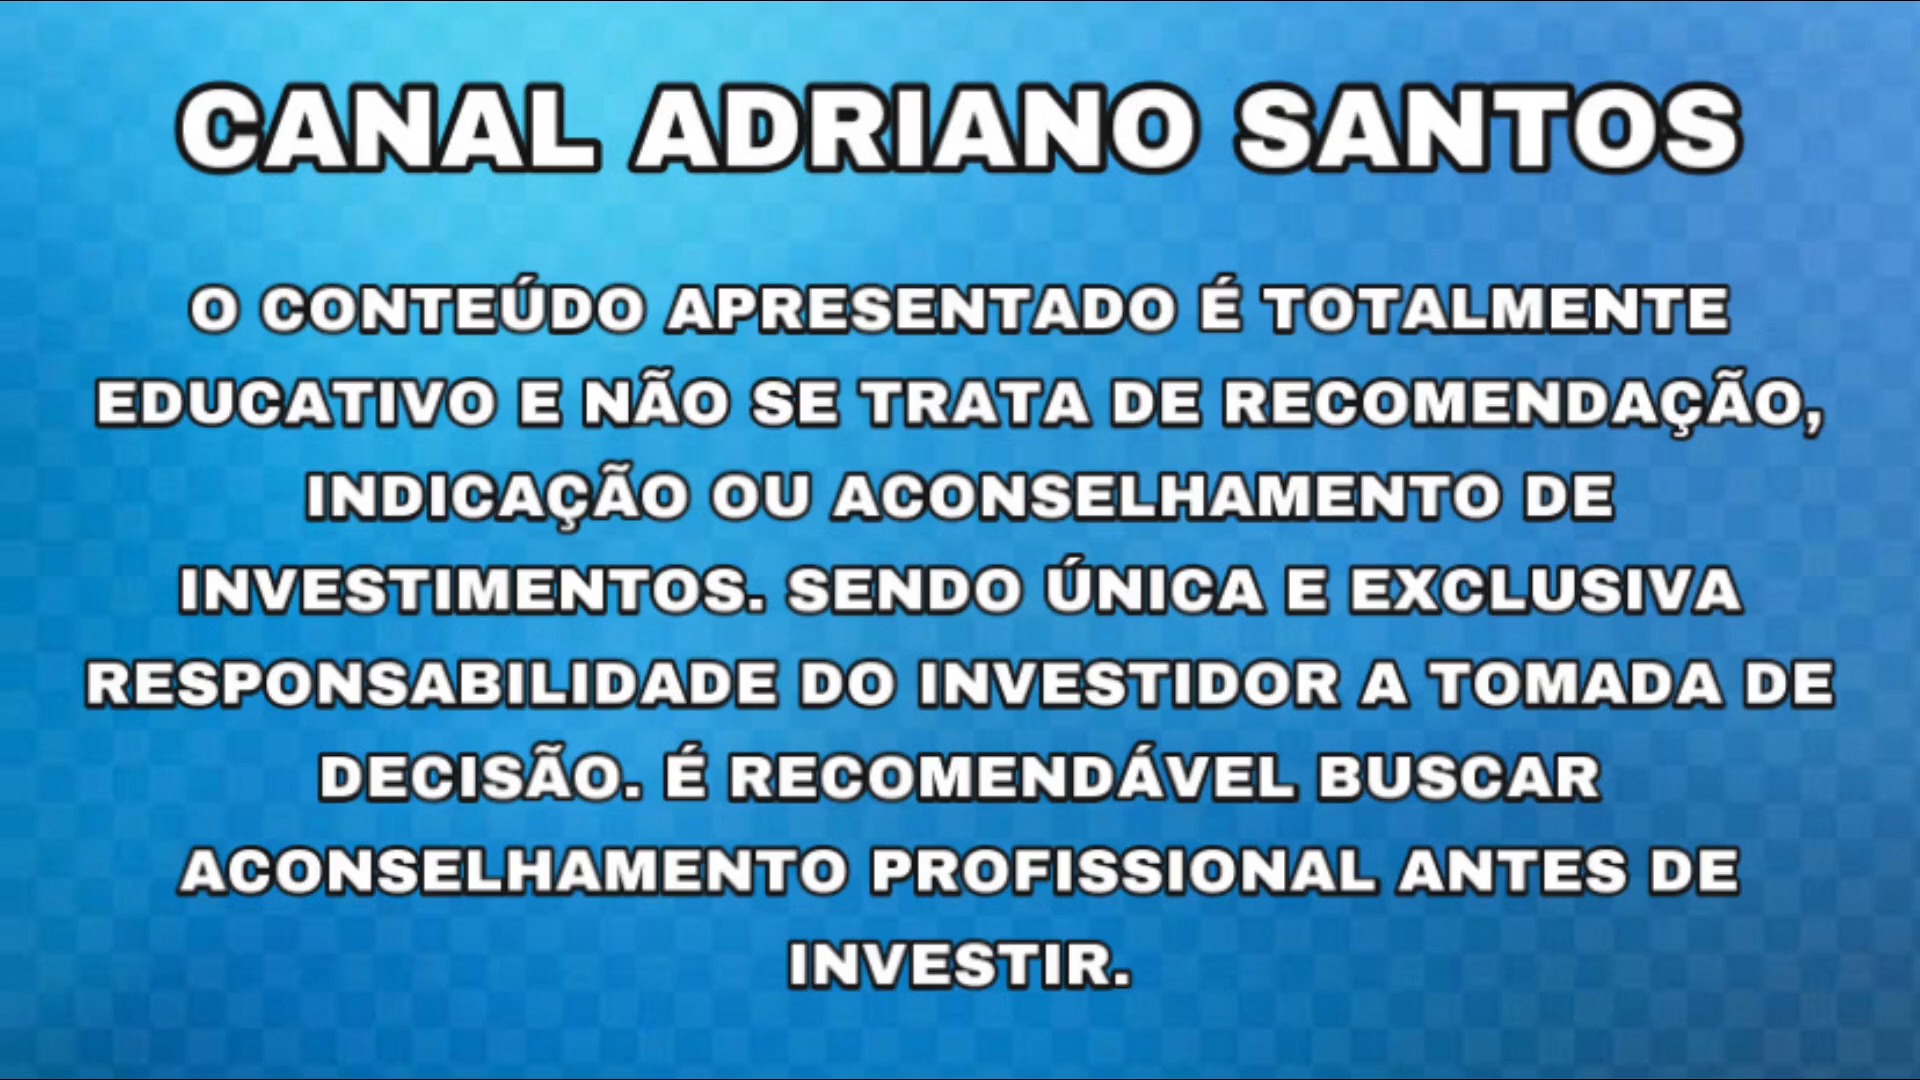 CANAL ADRIANO SANTOS
O CONTEÚDO APRESENTADO É TOTALMENTE
EDUCATIVO E NÃO SE TRATA DE RECOMENDAÇÃO,
INDICAÇÃO OU ACONSELHAMENTO DE
INVESTIMENTOS. SENDO ÚNICA E EXCLUSIVA
RESPONSABILIDADE DO INVESTIDOR A TOMADA DE
DECISÃO. É RECOMENDÁVEL BUSCAR
ACONSELHAMENTO PROFISSIONAL ANTES DE
INVESTIR.